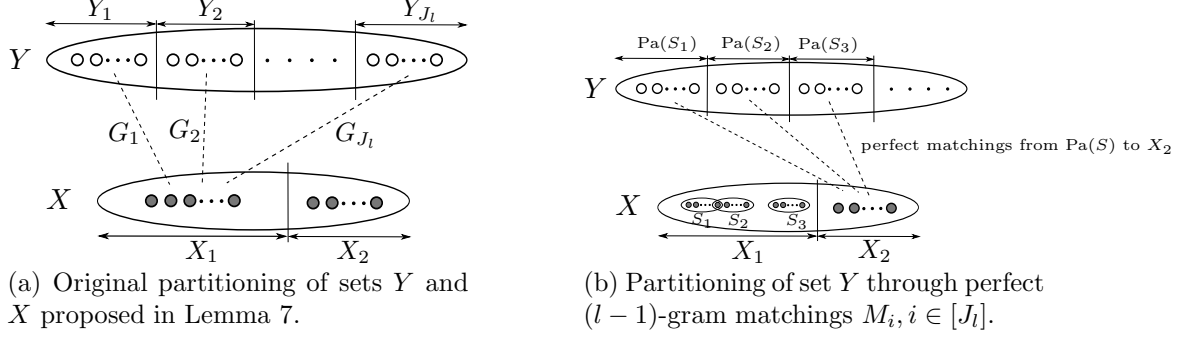 Y_1 Y_2 Y_{J_l}
Y
G_1 G_2 G_{J_l}
X
X_1 X_2
(a) Original partitioning of sets Y and
X proposed in Lemma 7.
Pa(S_1) Pa(S_2) Pa(S_3)
Y
perfect matchings from Pa(S) to X_2
X
S_1 S_2 S_3
X_1 X_2
(b) Partitioning of set Y through perfect
(l − 1)-gram matchings M_i, i ∈ [J_l].